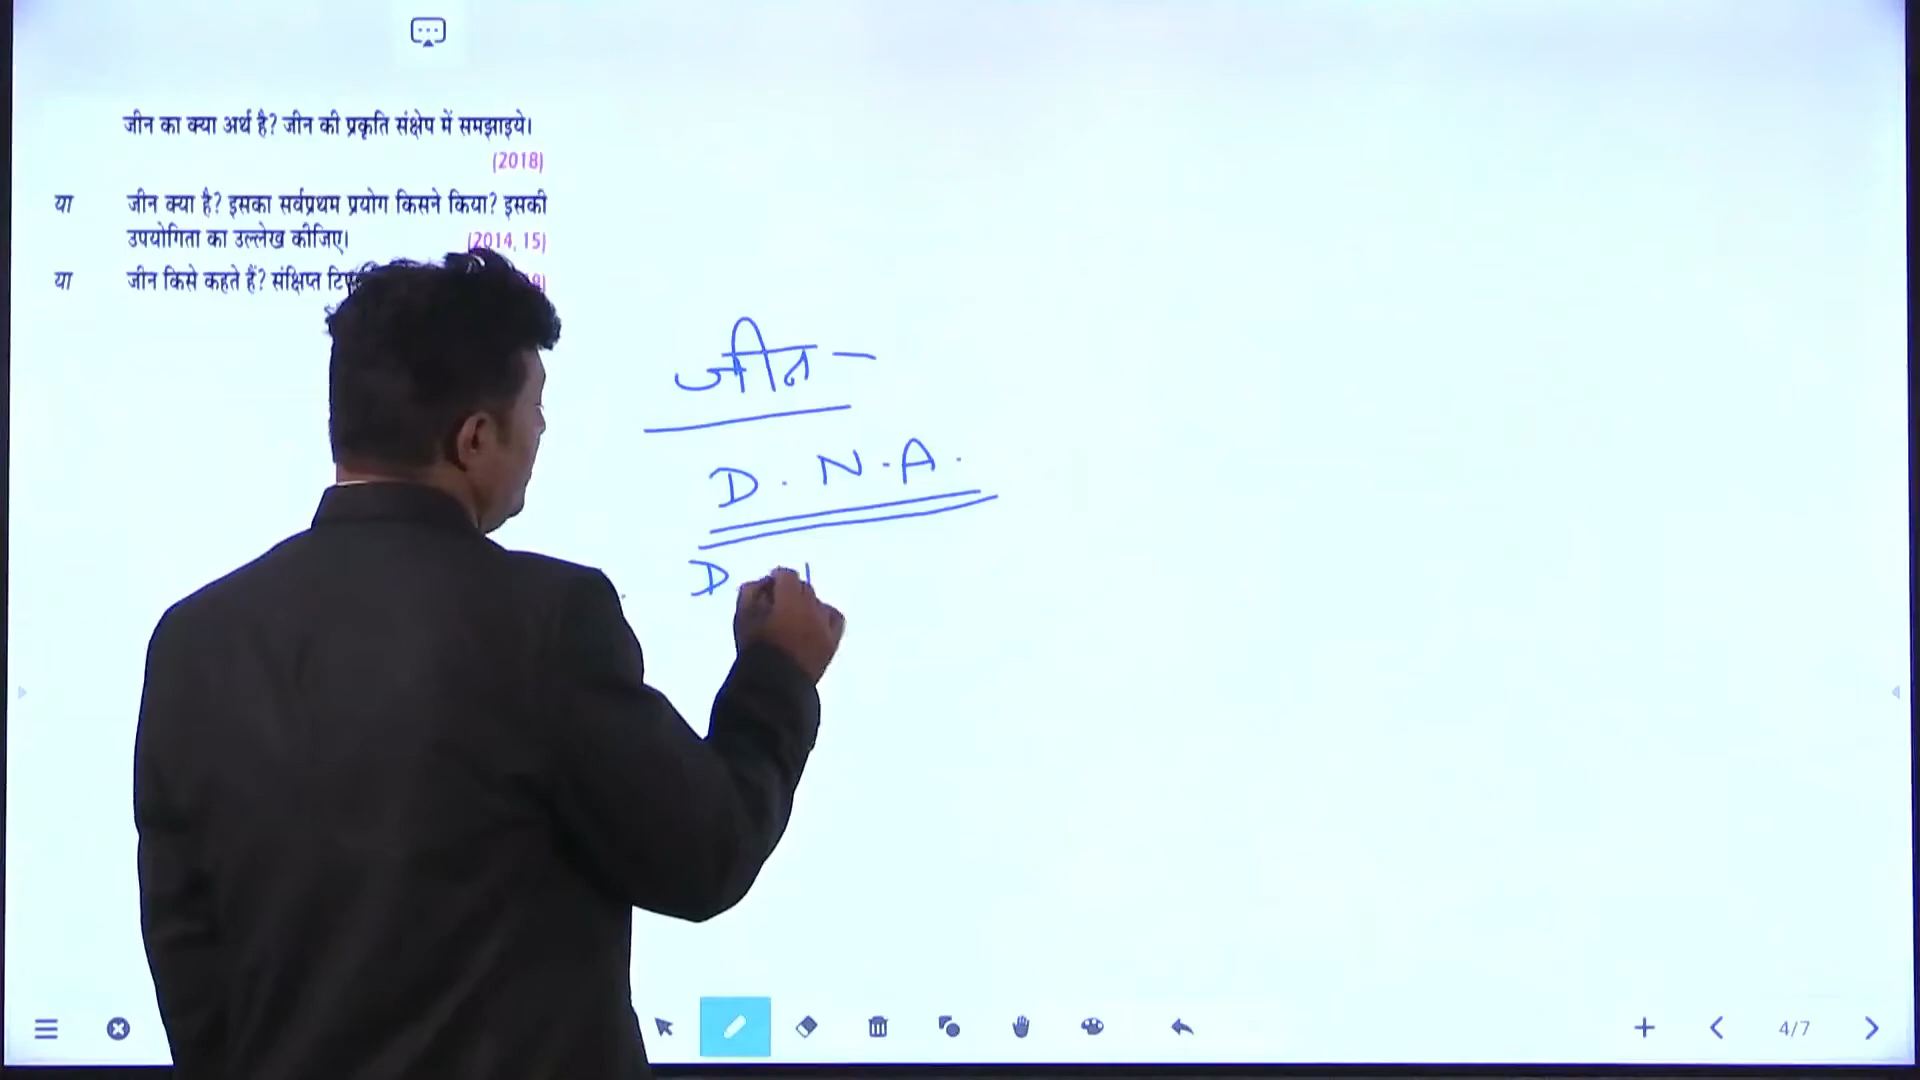 जीन का क्या अर्थ है? जीन की प्रकृति संक्षेप में समझाइये।
(2018)
या जीन क्या है? इसका सर्वप्रथम प्रयोग किसने किया? इसकी
उपयोगिता का उल्लेख कीजिए। (2014, 15)
या जीन किसे कहते हैं? संक्षिप्त
जीन –
D. N. A.
D
4/7